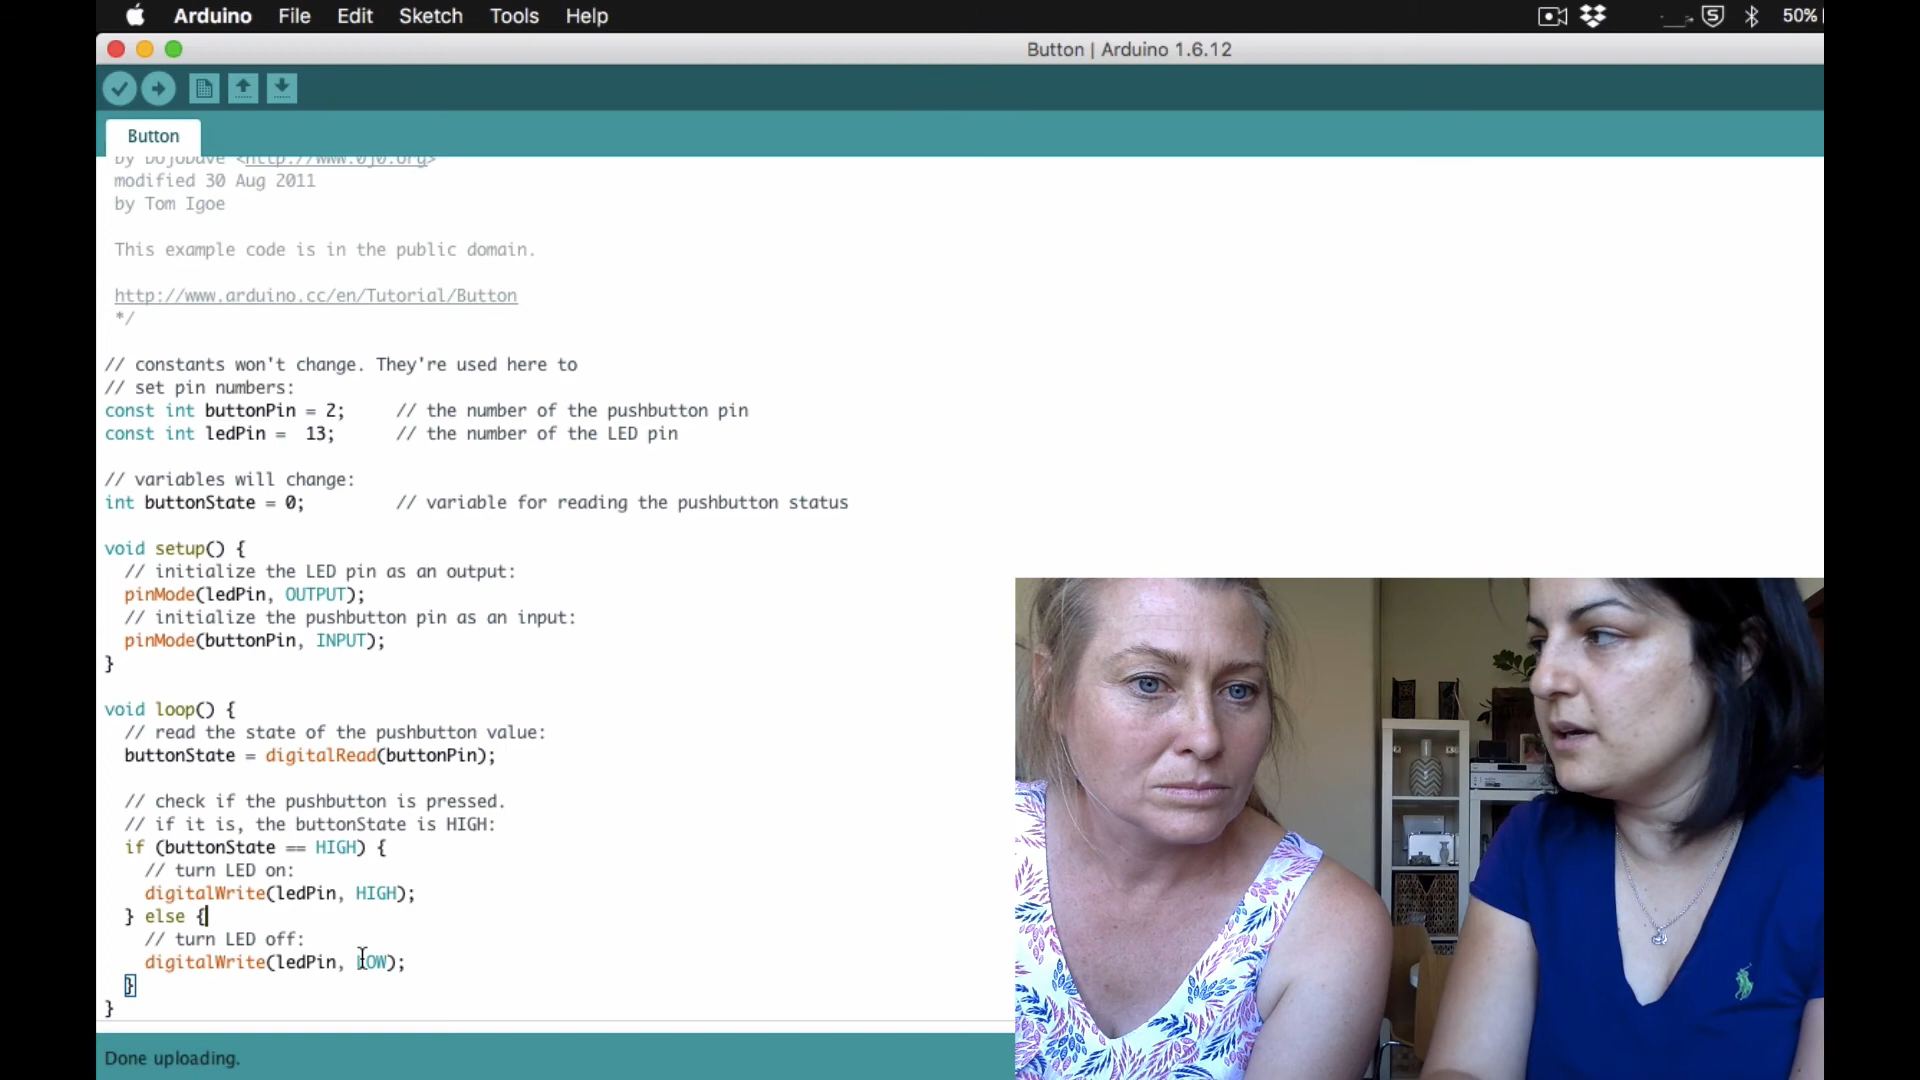 Arduino File Edit Sketch Tools Help 50%
Button | Arduino 1.6.12
Button
by DojoDave <http://www.0j0.org>
modified 30 Aug 2011
by Tom Igoe
This example code is in the public domain.
http://www.arduino.cc/en/Tutorial/Button
*/
// constants won't change. They're used here to
// set pin numbers:
const int buttonPin = 2;     // the number of the pushbutton pin
const int ledPin =  13;      // the number of the LED pin
// variables will change:
int buttonState = 0;         // variable for reading the pushbutton status
void setup() {
  // initialize the LED pin as an output:
  pinMode(ledPin, OUTPUT);
  // initialize the pushbutton pin as an input:
  pinMode(buttonPin, INPUT);
}
void loop() {
  // read the state of the pushbutton value:
  buttonState = digitalRead(buttonPin);
  // check if the pushbutton is pressed.
  // if it is, the buttonState is HIGH:
  if (buttonState == HIGH) {
    // turn LED on:
    digitalWrite(ledPin, HIGH);
  } else {
    // turn LED off:
    digitalWrite(ledPin, LOW);
  }
}
Done uploading.